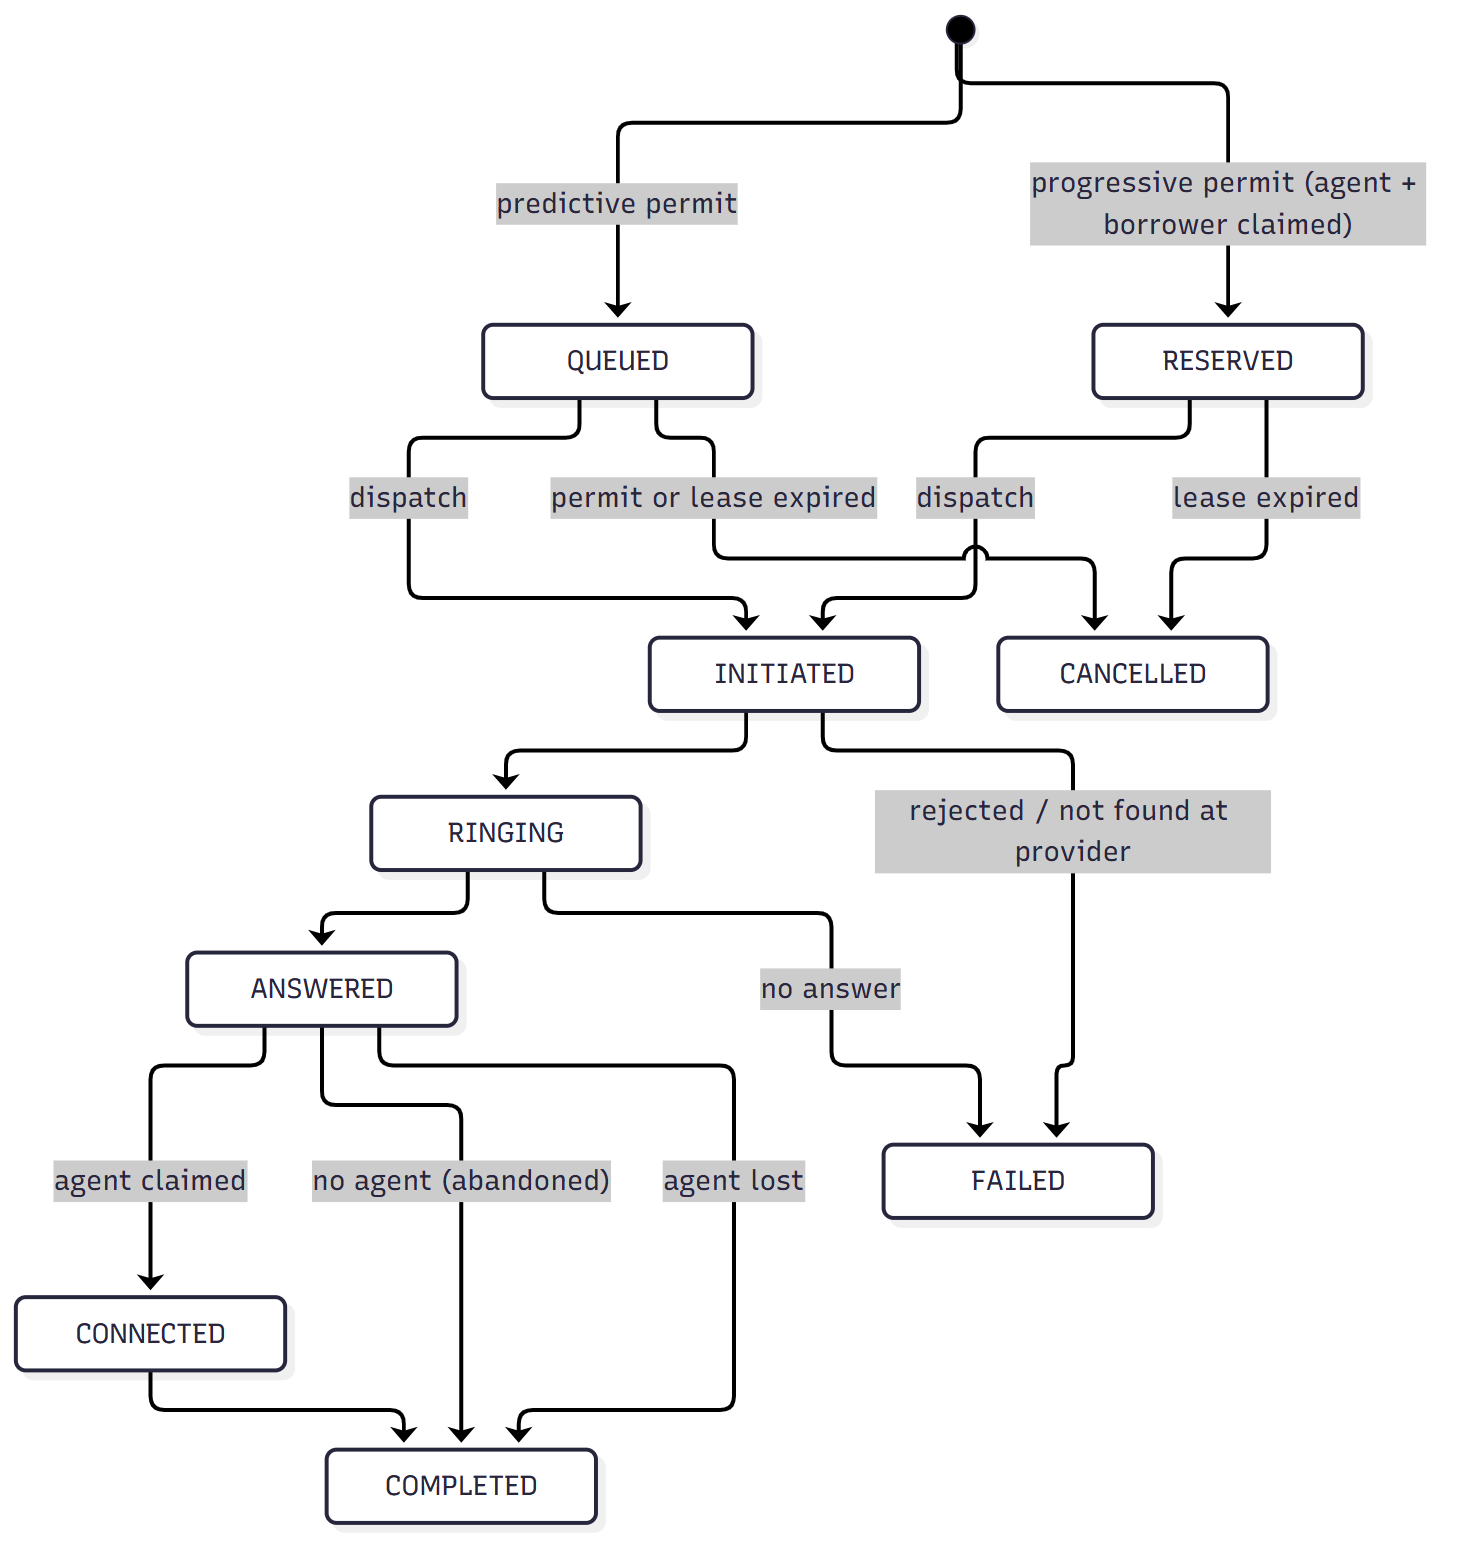 predictive permit
progressive permit (agent +
borrower claimed)
QUEUED
RESERVED
dispatch
permit or lease expired
dispatch
lease expired
INITIATED
CANCELLED
RINGING
rejected / not found at
provider
ANSWERED
no answer
agent claimed
no agent (abandoned)
agent lost
FAILED
CONNECTED
COMPLETED